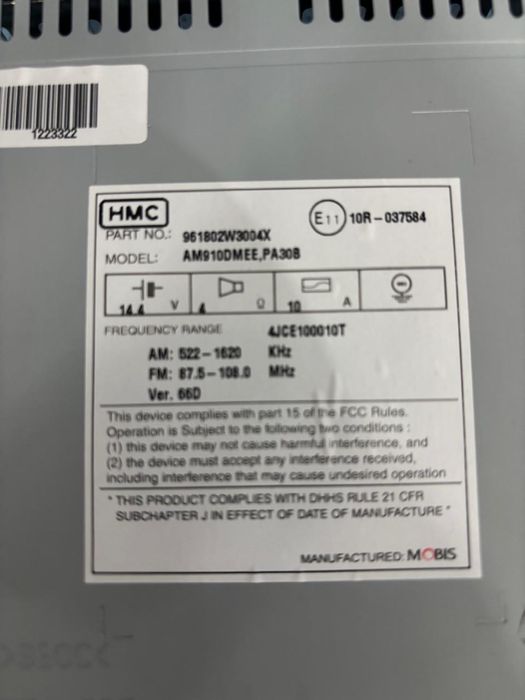 1223322
HMC
E11 10R-037584
PART NO.: 961802W3004X
MODEL: AM910DMEE,PA30B
14.4 V 4 Ω 10 A
FREQUENCY RANGE 4JCE100010T
AM: 522-1620 KHz
FM: 87.5-108.0 MHz
Ver. 66D
This device complies with part 15 of the FCC Rules.
Operation is Subject to the following two conditions :
(1) this device may not cause harmful interference, and
(2) the device must accept any interference received,
including interference that may cause undesired operation
* THIS PRODUCT COMPLIES WITH DHHS RULE 21 CFR
SUBCHAPTER J IN EFFECT OF DATE OF MANUFACTURE *
MANUFACTURED: MOBIS